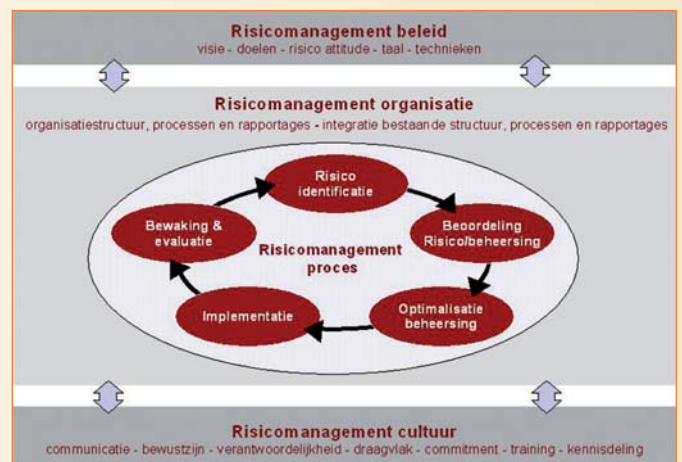 Risicomanagement beleid
visie - doelen - risico attitude - taal - technieken
Risicomanagement organisatie
organisatiestructuur, processen en rapportages - integratie bestaande structuur, processen en rapportages
Risico
identificatie
Beoordeling
Risico/beheersing
Optimalisatie
beheersing
Implementatie
Bewaking &
evaluatie
Risicomanagement
proces
Risicomanagement cultuur
communicatie - bewustzijn - verantwoordelijkheid - draagvlak - commitment - training - kennisdeling